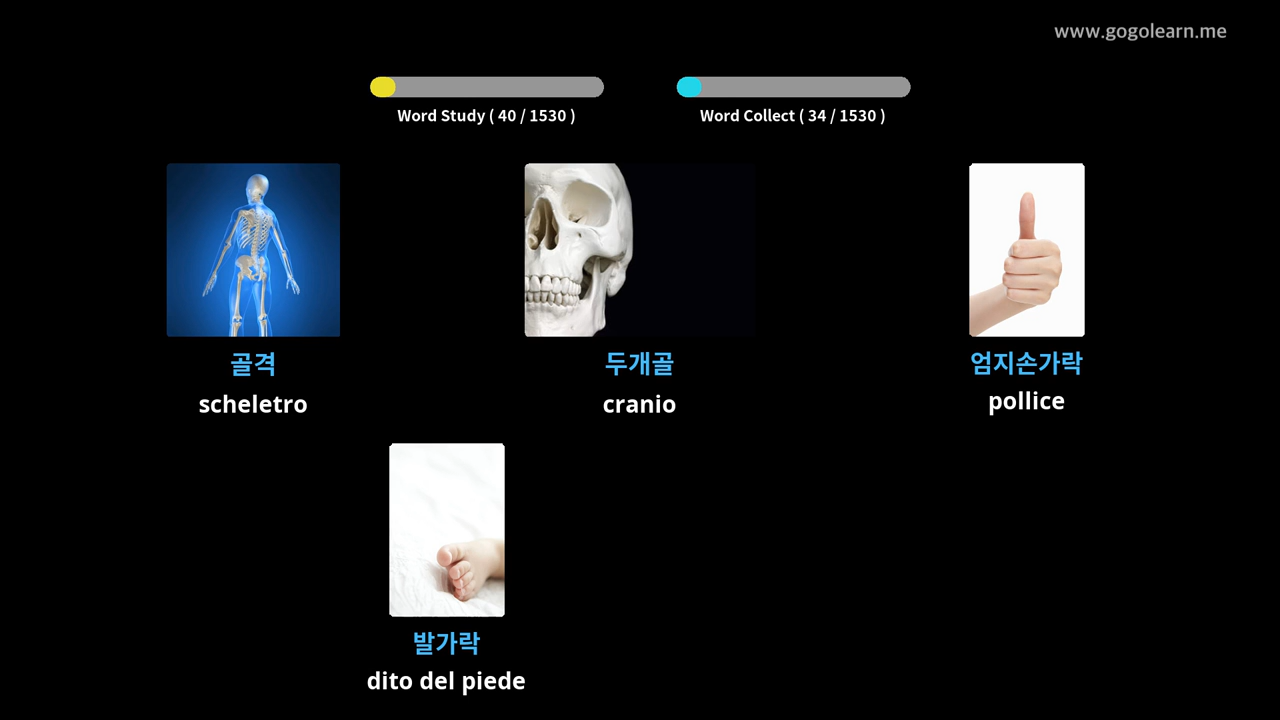 www.gogolearn.me
Word Study ( 40 / 1530 )
Word Collect ( 34 / 1530 )
골격
scheletro
두개골
cranio
엄지손가락
pollice
발가락
dito del piede